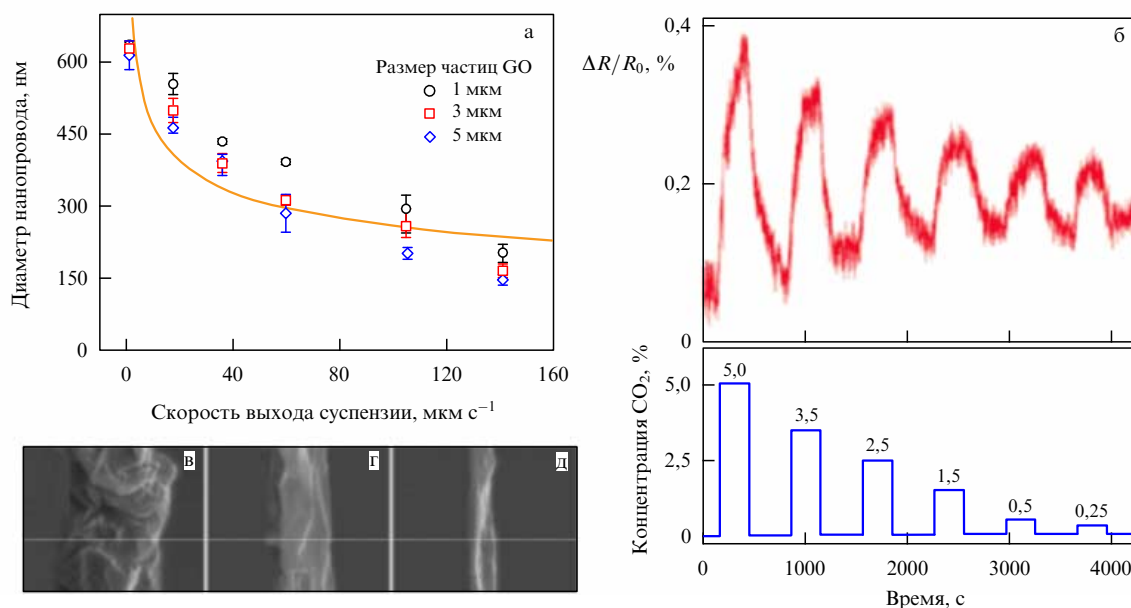 а
Диаметр нанопровода, нм
600
450
300
150
0
Размер частиц GO
1 мкм
3 мкм
5 мкм
0 40 80 120 160
Скорость выхода суспензии, мкм с−1
в г д
б
ΔR/R0, %
0,4
0,2
0
Концентрация CO2, %
5,0
2,5
0
5,0
3,5
2,5
1,5
0,5
0,25
0 1000 2000 3000 4000
Время, с